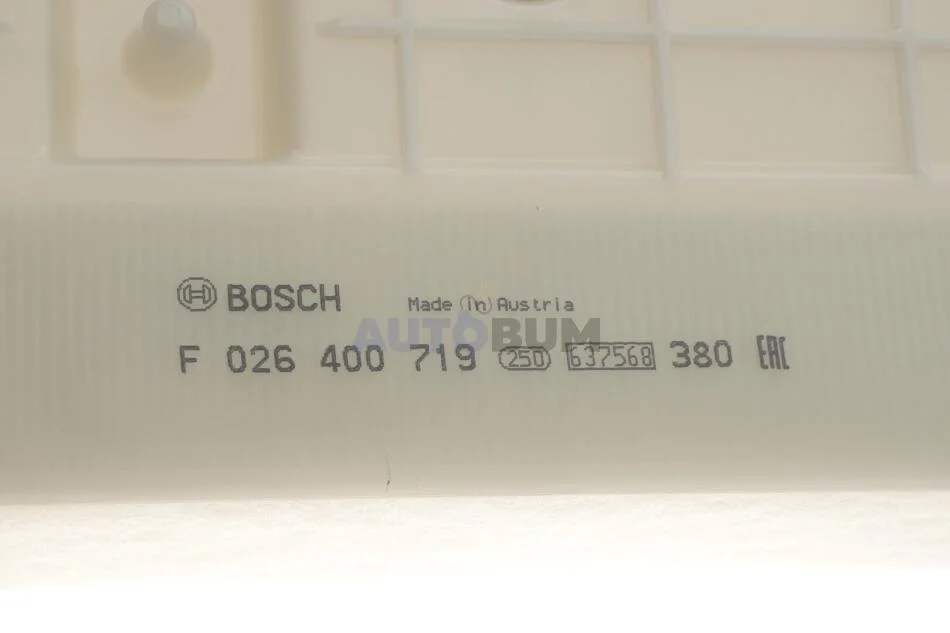 BOSCH Made in Austria
AUTOBUM
F 026 400 719 250 637568 380 EAC